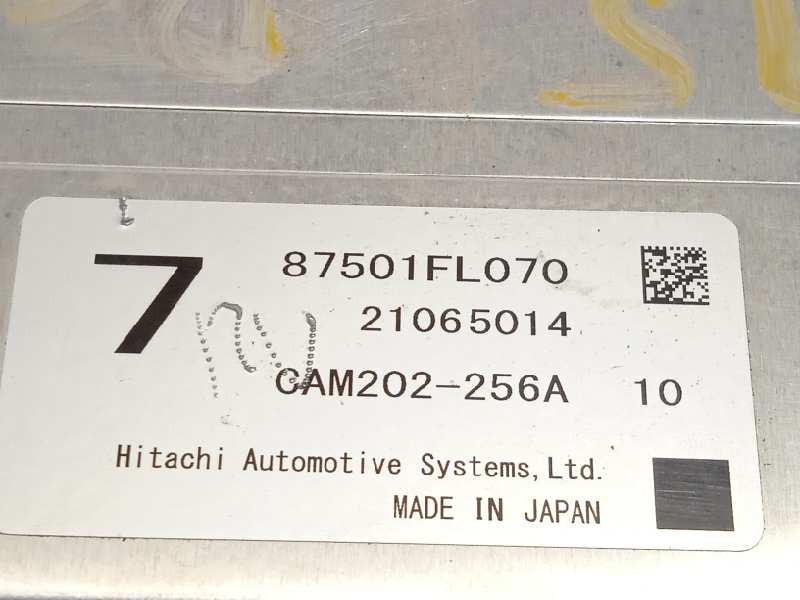 7
87501FL070
21065014
CAM202-256A 10
Hitachi Automotive Systems, Ltd.
MADE IN JAPAN